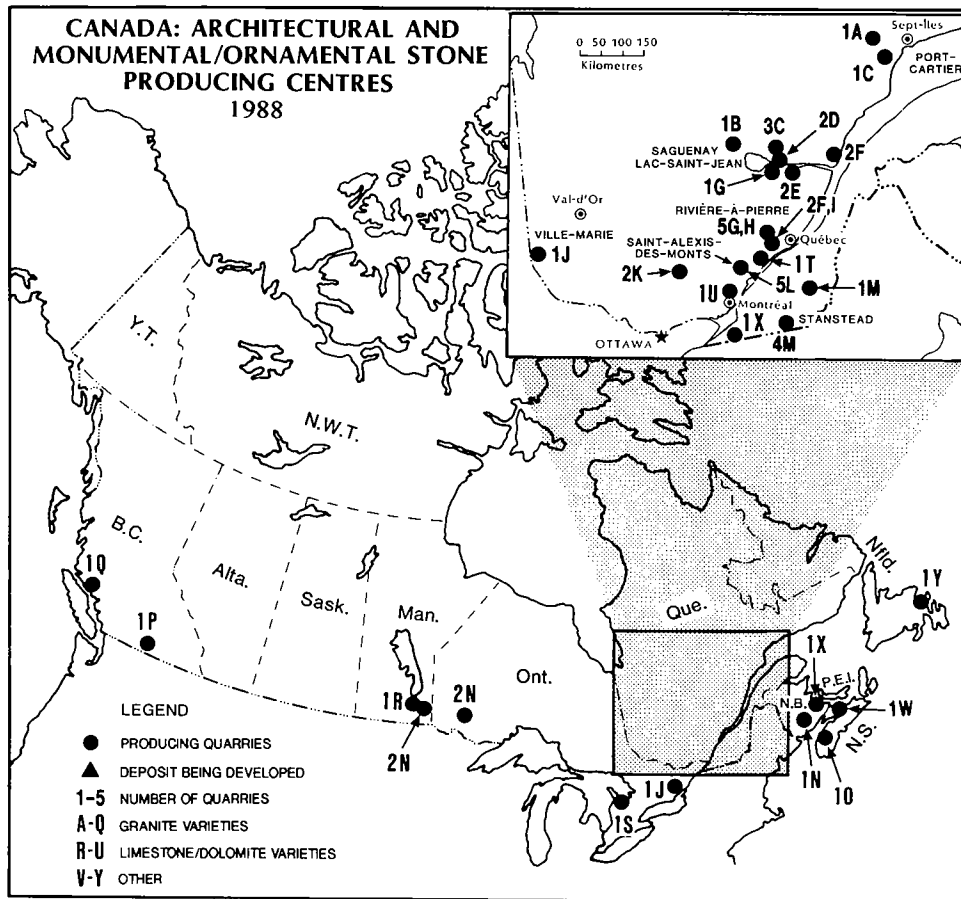 CANADA: ARCHITECTURAL AND
MONUMENTAL/ORNAMENTAL STONE
PRODUCING CENTRES
1988
0 50 100 150
Kilometres
Sept-Îles
1A
PORT-
CARTIER
1C
1B
3C
2D
SAGUENAY
LAC-SAINT-JEAN
2F
1G
2E
Val-d'Or
RIVIÈRE-À-PIERRE
2F,I
5G,H
Québec
VILLE-MARIE
1J
SAINT-ALEXIS-
DES-MONTS
1T
2K
5L
1M
1U
Montréal
1X
STANSTEAD
OTTAWA
4M
Y.T.
N.W.T.
B.C.
Alta.
Sask.
Man.
Ont.
Que.
Nfld.
1Q
1P
1Y
1R
2N
2N
1X
P.E.I.
N.B.
1W
N.S.
1N
1O
1J
1S
LEGEND
PRODUCING QUARRIES
DEPOSIT BEING DEVELOPED
1-5 NUMBER OF QUARRIES
A-Q GRANITE VARIETIES
R-U LIMESTONE/DOLOMITE VARIETIES
V-Y OTHER